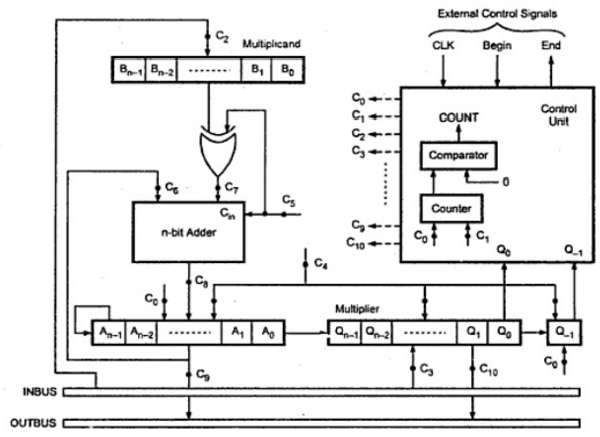 External Control Signals
CLK Begin End
Control Unit
COUNT
Comparator
0
Counter
C0 C1
Q0 Q–1
C0
C1
C2
C3
C9
C10
C2
Multiplicand
Bn–1 Bn–2 -------- B1 B0
C6 C7
Cin
C5
n-bit Adder
C8
C4
C0
Multiplier
An–1 An–2 -------- A1 A0
Qn–1 Qn–2 -------- Q1 Q0
Q–1
C9 C3 C10 C0
INBUS
OUTBUS